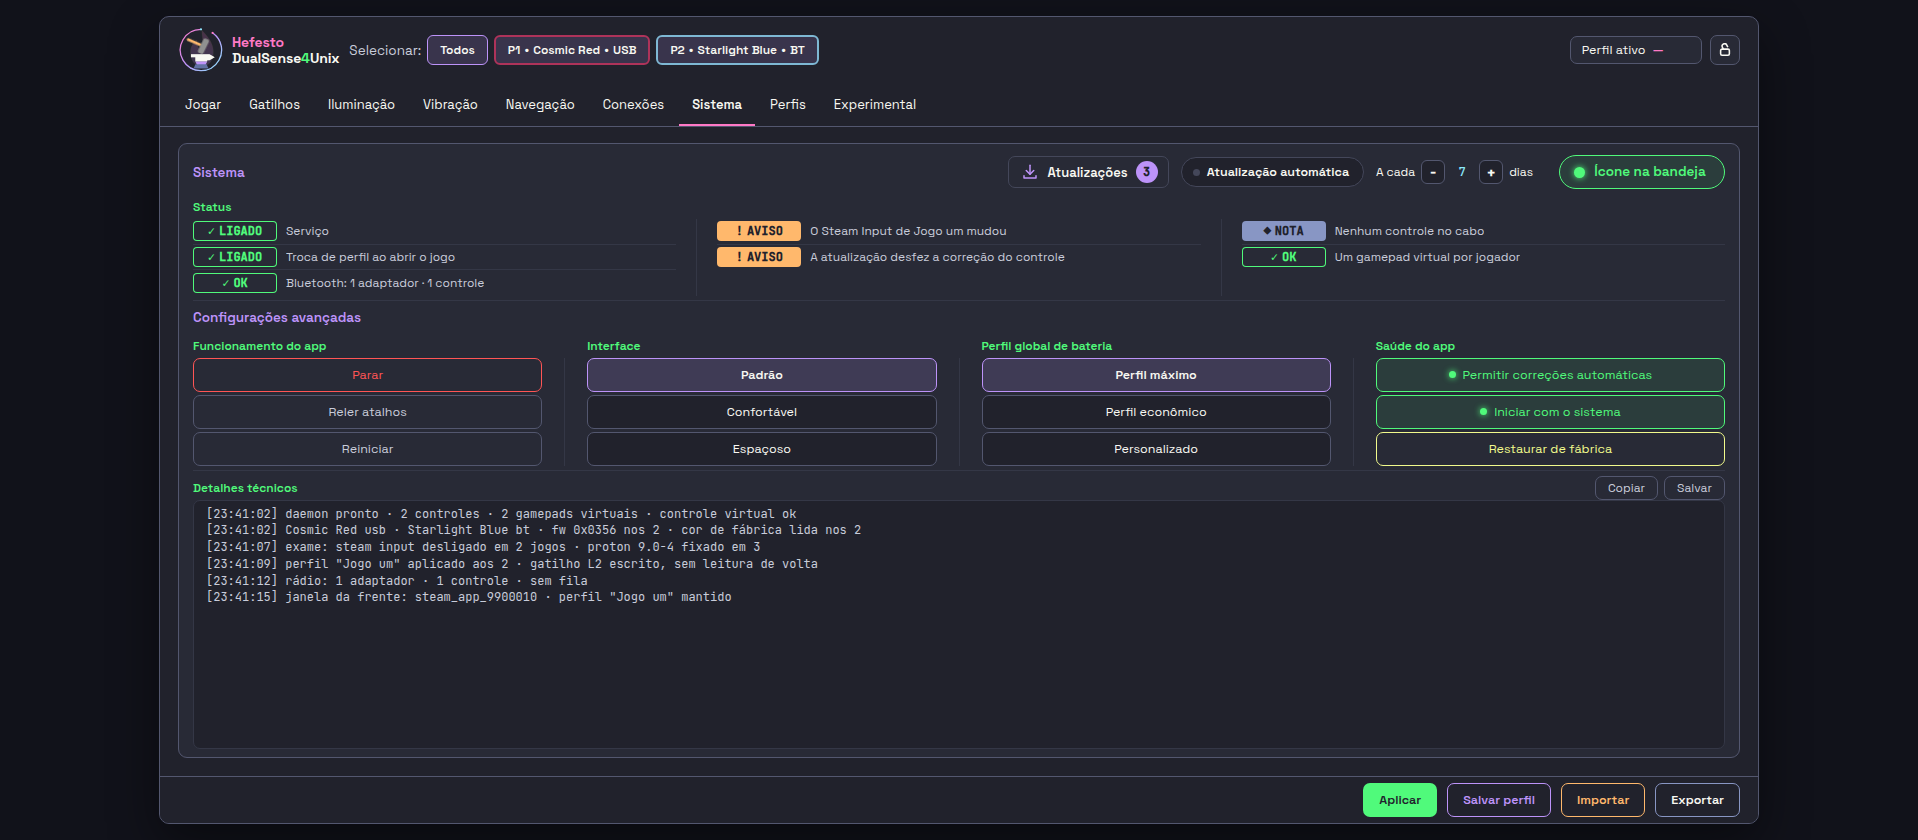 Hefesto
DualSense4Unix
Selecionar: Todos P1 • Cosmic Red • USB P2 • Starlight Blue • BT
Perfil ativo —
Jogar Gatilhos Iluminação Vibração Navegação Conexões Sistema Perfis Experimental
Sistema
Atualizações 3 Atualização automática A cada - 7 + dias Ícone na bandeja
Status
✓ LIGADO Serviço
! AVISO O Steam Input de Jogo um mudou
◆ NOTA Nenhum controle no cabo
✓ LIGADO Troca de perfil ao abrir o jogo
! AVISO A atualização desfez a correção do controle
✓ OK Um gamepad virtual por jogador
✓ OK Bluetooth: 1 adaptador · 1 controle
Configurações avançadas
Funcionamento do app Interface Perfil global de bateria Saúde do app
Parar Padrão Perfil máximo Permitir correções automáticas
Reler atalhos Confortável Perfil econômico Iniciar com o sistema
Reiniciar Espaçoso Personalizado Restaurar de fábrica
Detalhes técnicos Copiar Salvar
[23:41:02] daemon pronto · 2 controles · 2 gamepads virtuais · controle virtual ok
[23:41:02] Cosmic Red usb · Starlight Blue bt · fw 0x0356 nos 2 · cor de fábrica lida nos 2
[23:41:07] exame: steam input desligado em 2 jogos · proton 9.0-4 fixado em 3
[23:41:09] perfil "Jogo um" aplicado aos 2 · gatilho L2 escrito, sem leitura de volta
[23:41:12] rádio: 1 adaptador · 1 controle · sem fila
[23:41:15] janela da frente: steam_app_9900010 · perfil "Jogo um" mantido
Aplicar Salvar perfil Importar Exportar